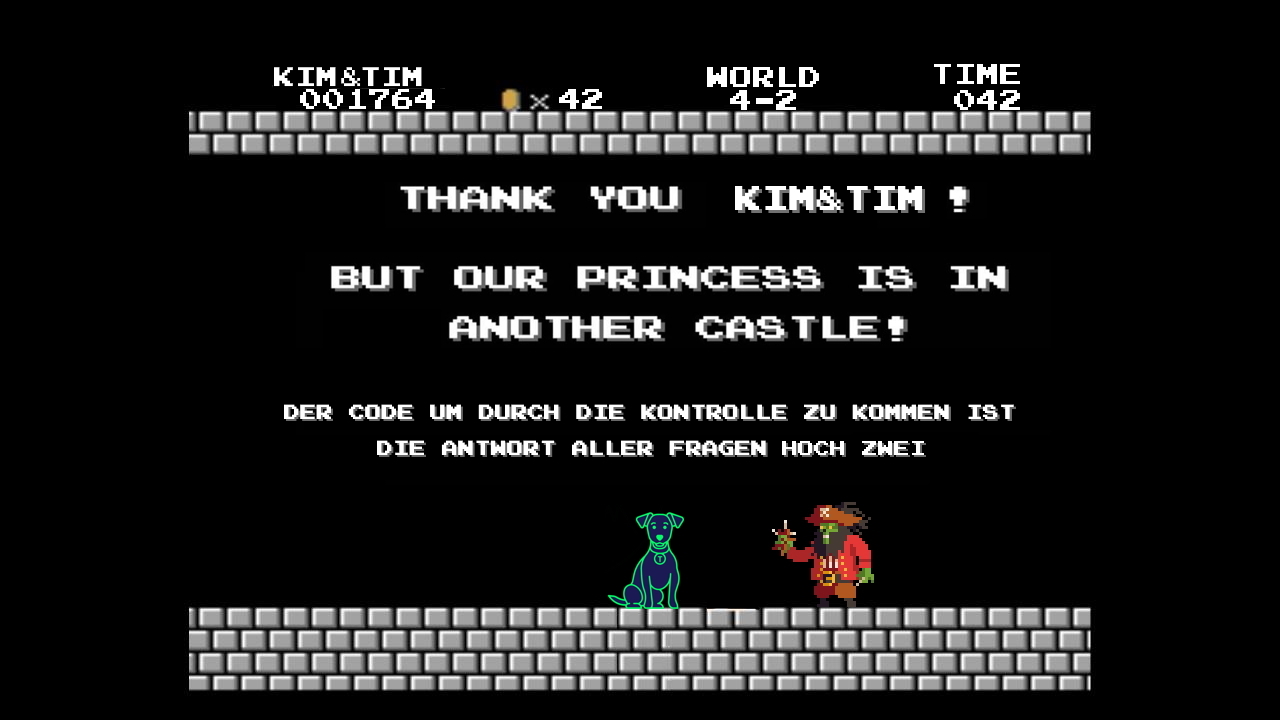 KIM&TIM WORLD TIME
001764 × 42 4-2 042
THANK YOU KIM&TIM !
BUT OUR PRINCESS IS IN
ANOTHER CASTLE!
DER CODE UM DURCH DIE KONTROLLE ZU KOMMEN IST
DIE ANTWORT ALLER FRAGEN HOCH ZWEI